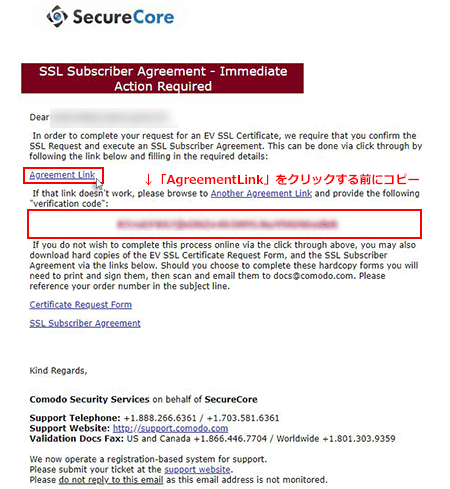 SecureCore
SSL Subscriber Agreement - Immediate
Action Required
Dear
In order to complete your request for an EV SSL Certificate, we require that you confirm the
SSL Request and execute an SSL Subscriber Agreement. This can be done via click through by
following the link below and filling in the required details:
Agreement Link
↓「AgreementLink」をクリックする前にコピー
If that link doesn't work, please browse to Another Agreement Link and provide the following
"verification code":
If you do not wish to complete this process online via the click through above, you may also
download hard copies of the EV SSL Certificate Request Form, and the SSL Subscriber
Agreement via the links below. Should you choose to complete these hardcopy forms you will
need to print and sign them, then scan and email them to docs@comodo.com. Please
reference your order number in the subject line.
Certificate Request Form
SSL Subscriber Agreement
Kind Regards,
Comodo Security Services on behalf of SecureCore
Support Telephone: +1.888.266.6361 / +1.703.581.6361
Support Website: http://support.comodo.com
Validation Docs Fax: US and Canada +1.866.446.7704 / Worldwide +1.801.303.9359
We now operate a registration-based system for support.
Please submit your ticket at the support website.
Please do not reply to this email as this email address is not monitored.